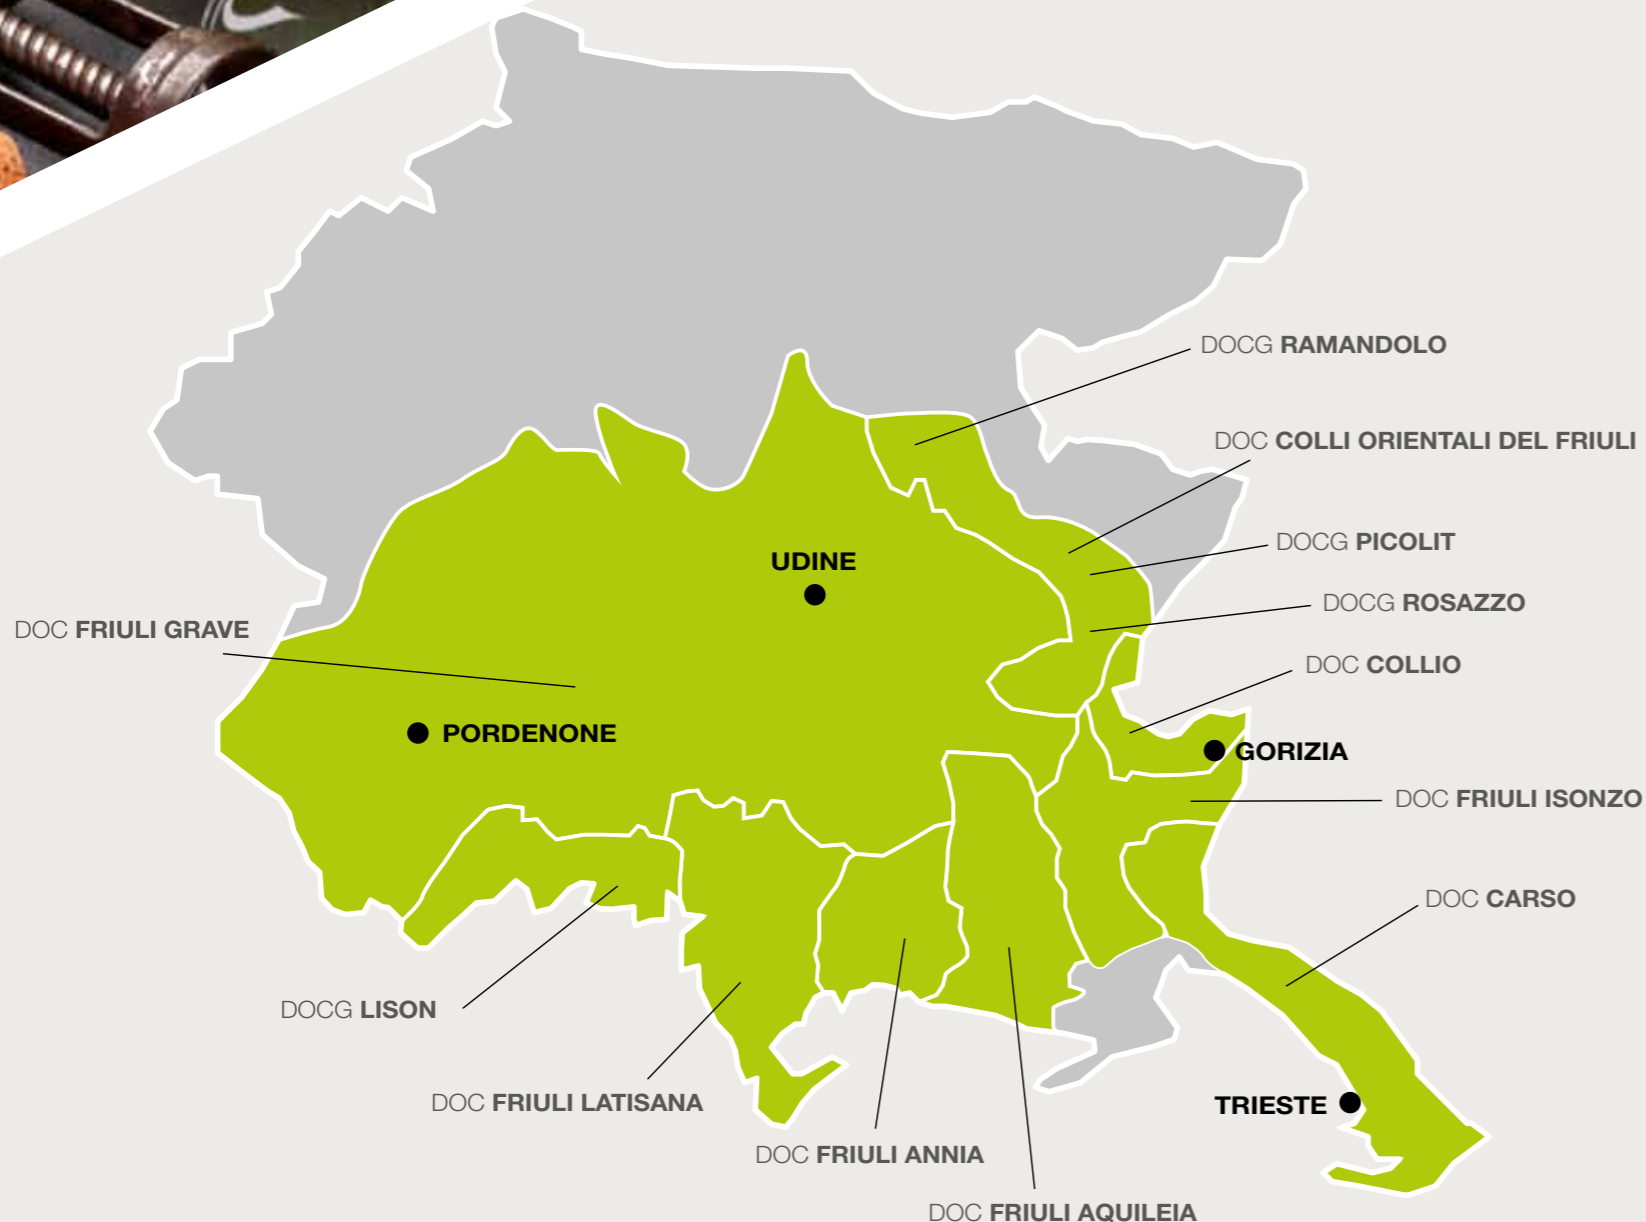 DOCG RAMANDOLO
DOC COLLI ORIENTALI DEL FRIULI
DOCG PICOLIT
UDINE
DOCG ROSAZZO
DOC FRIULI GRAVE
DOC COLLIO
PORDENONE
GORIZIA
DOC FRIULI ISONZO
DOC CARSO
DOCG LISON
DOC FRIULI LATISANA
TRIESTE
DOC FRIULI ANNIA
DOC FRIULI AQUILEIA